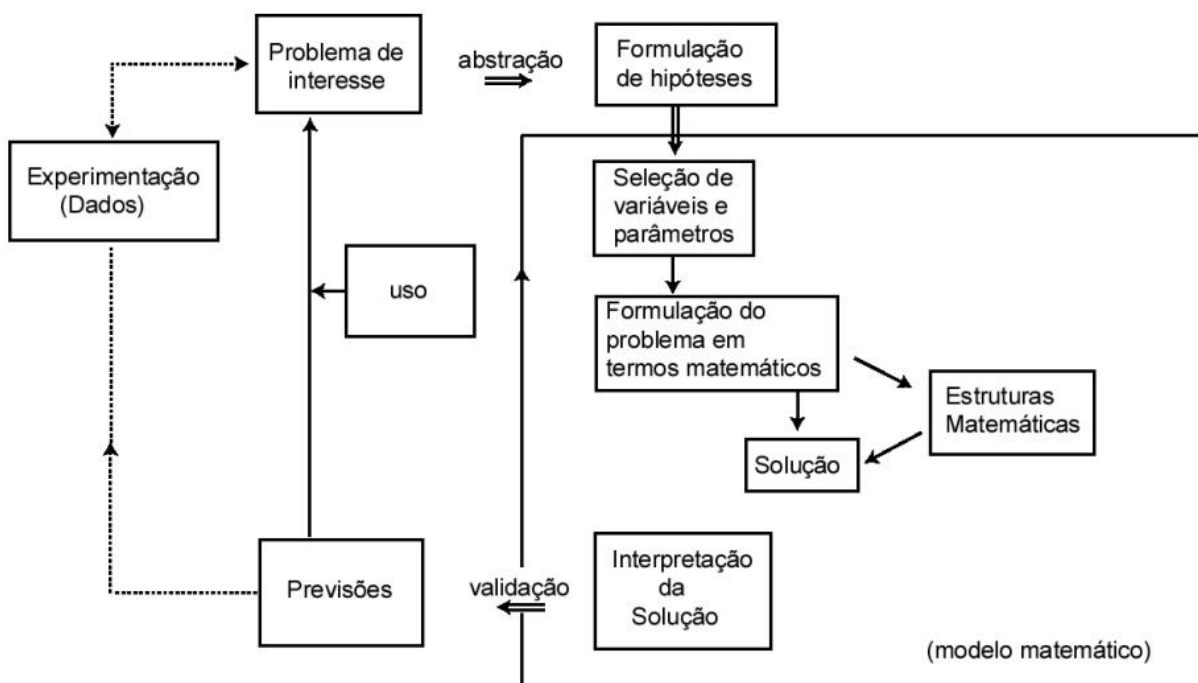 Problema de
interesse
abstração
Formulação
de hipóteses
Experimentação
(Dados)
Seleção de
variáveis e
parâmetros
uso
Formulação do
problema em
termos matemáticos
Estruturas
Matemáticas
Solução
Previsões
validação
Interpretação
da
Solução
(modelo matemático)